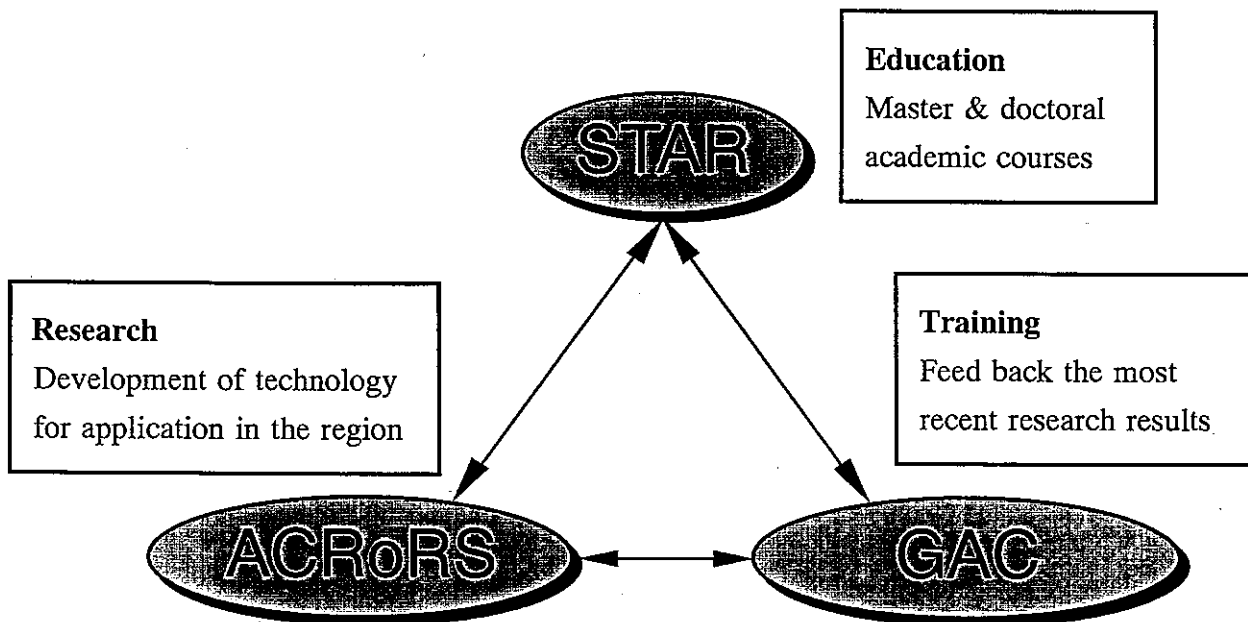 Education
Master & doctoral
academic courses
STAR
Research
Development of technology
for application in the region
Training
Feed back the most
recent research results
ACRoRS
GAC